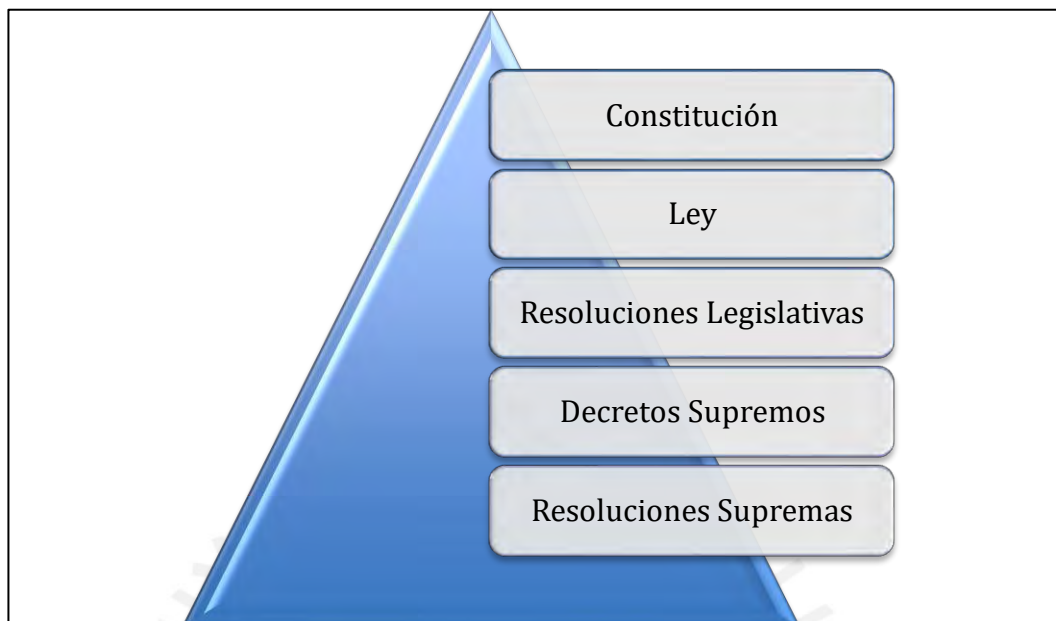 Constitución
Ley
Resoluciones Legislativas
Decretos Supremos
Resoluciones Supremas